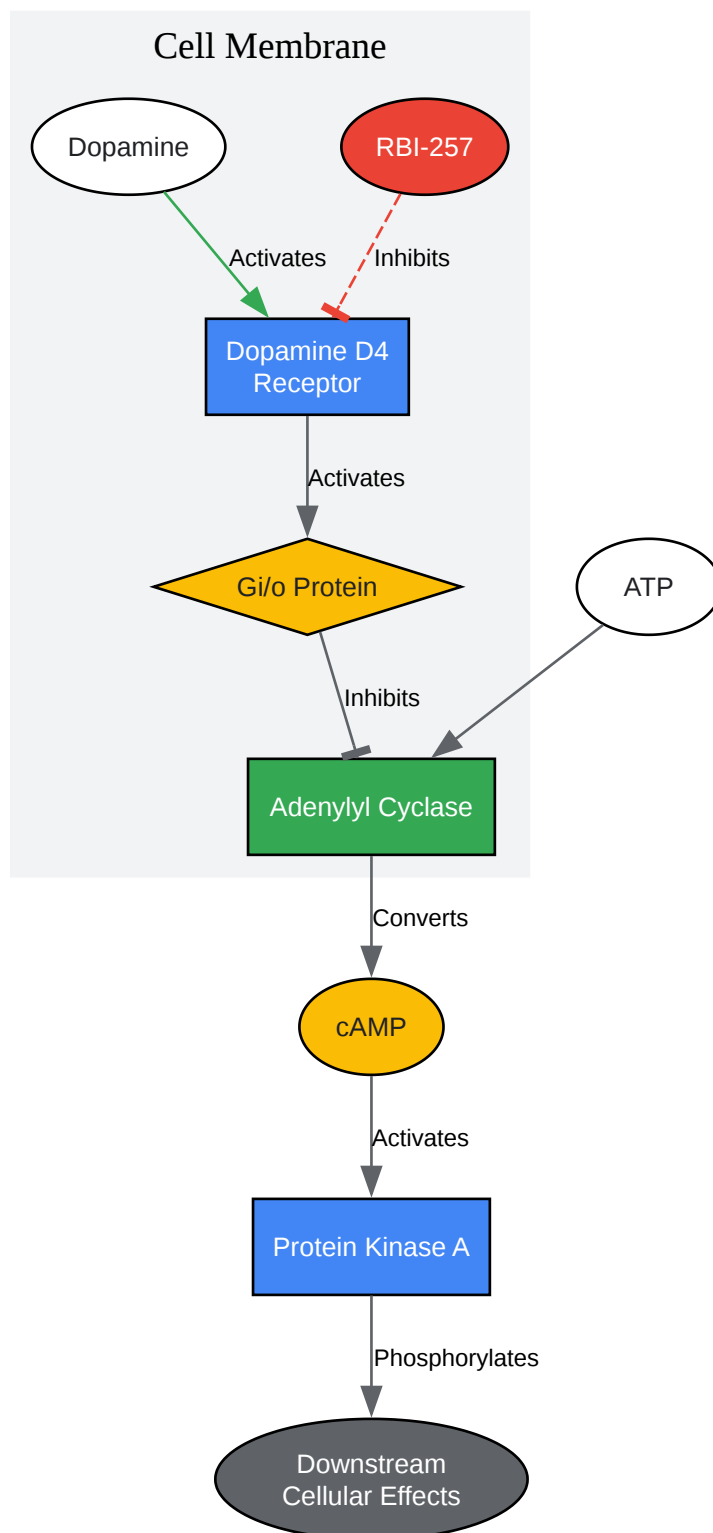 Cell Membrane
Dopamine
RBI-257
Activates
Inhibits
Dopamine D4
Receptor
Activates
Gi/o Protein
ATP
Inhibits
Adenylyl Cyclase
Converts
cAMP
Activates
Protein Kinase A
Phosphorylates
Downstream
Cellular Effects